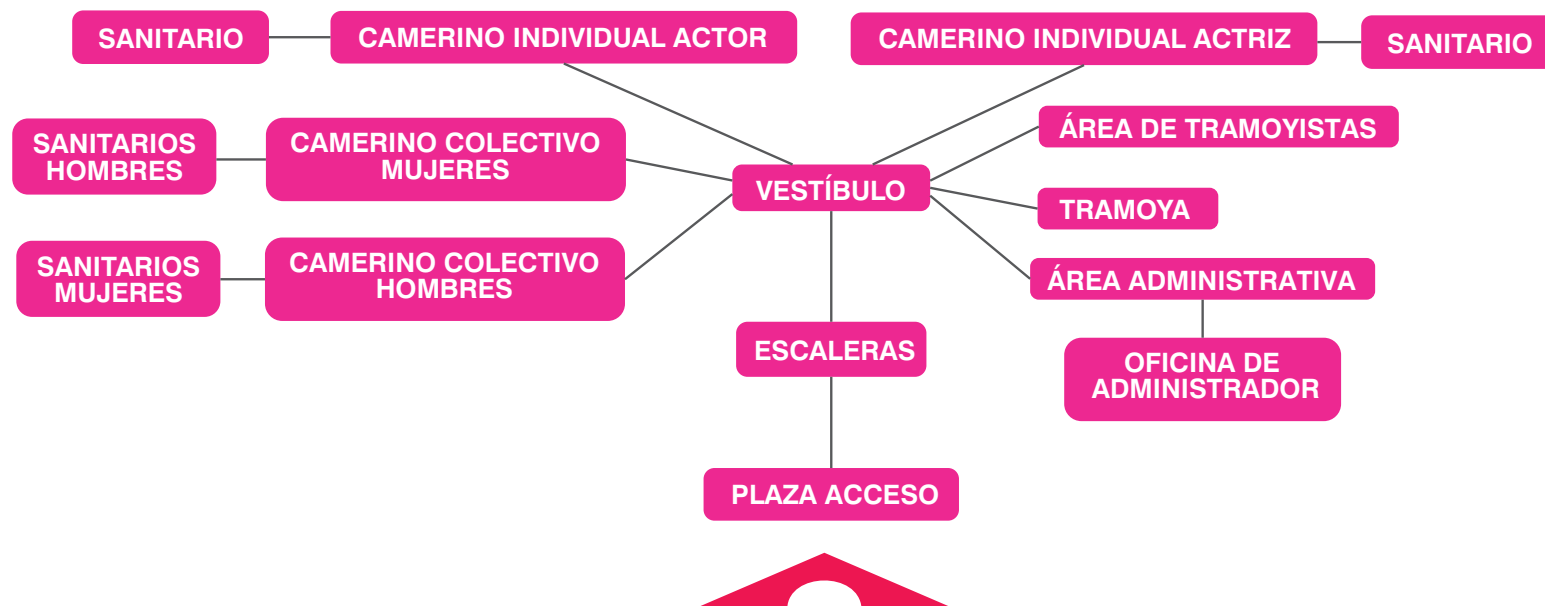 SANITARIO
CAMERINO INDIVIDUAL ACTOR
CAMERINO INDIVIDUAL ACTRIZ
SANITARIO
SANITARIOS
HOMBRES
CAMERINO COLECTIVO
MUJERES
ÁREA DE TRAMOYISTAS
VESTÍBULO
TRAMOYA
SANITARIOS
MUJERES
CAMERINO COLECTIVO
HOMBRES
ÁREA ADMINISTRATIVA
ESCALERAS
OFICINA DE
ADMINISTRADOR
PLAZA ACCESO